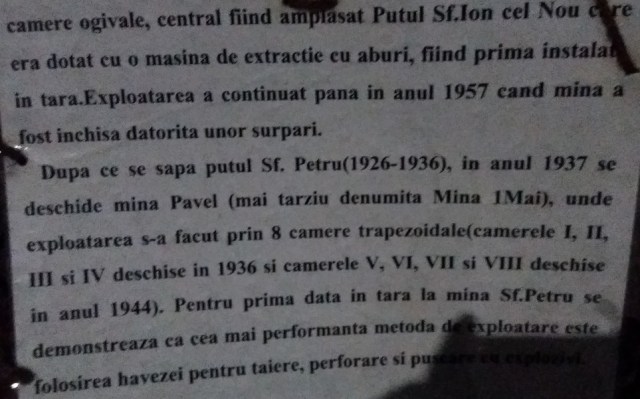 camere ogivale, central fiind amplasat Putul Sf.Ion cel Nou care
era dotat cu o masina de extractie cu aburi, fiind prima instalat
in tara.Exploatarea a continuat pana in anul 1957 cand mina a
fost inchisa datorita unor surpari.
Dupa ce se sapa putul Sf. Petru(1926-1936), in anul 1937 se
deschide mina Pavel (mai tarziu denumita Mina 1Mai), unde
exploatarea s-a facut prin 8 camere trapezoidale(camerele I, II,
III si IV deschise in 1936 si camerele V, VI, VII si VIII deschise
in anul 1944). Pentru prima data in tara la mina Sf.Petru se
demonstreaza ca cea mai performanta metoda de exploatare este
folosirea havezei pentru taiere, perforare si puscare cu explozivi.